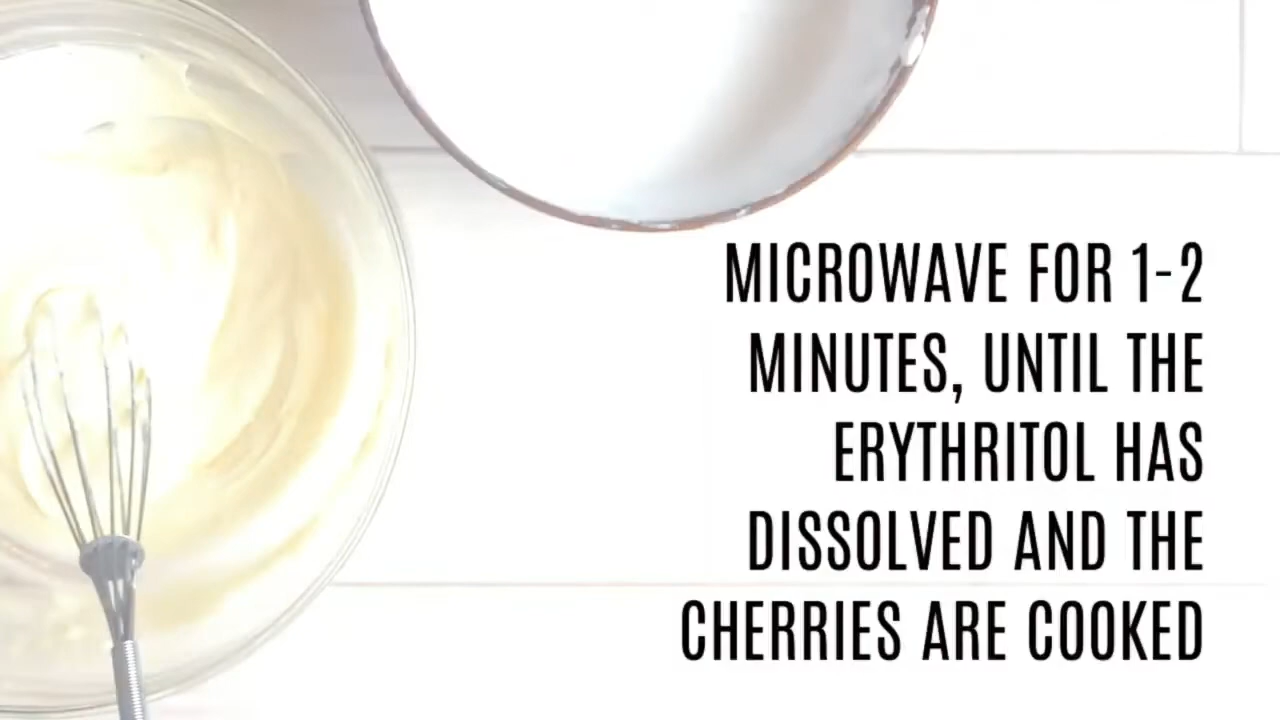 MICROWAVE FOR 1-2
MINUTES, UNTIL THE
ERYTHRITOL HAS
DISSOLVED AND THE
CHERRIES ARE COOKED